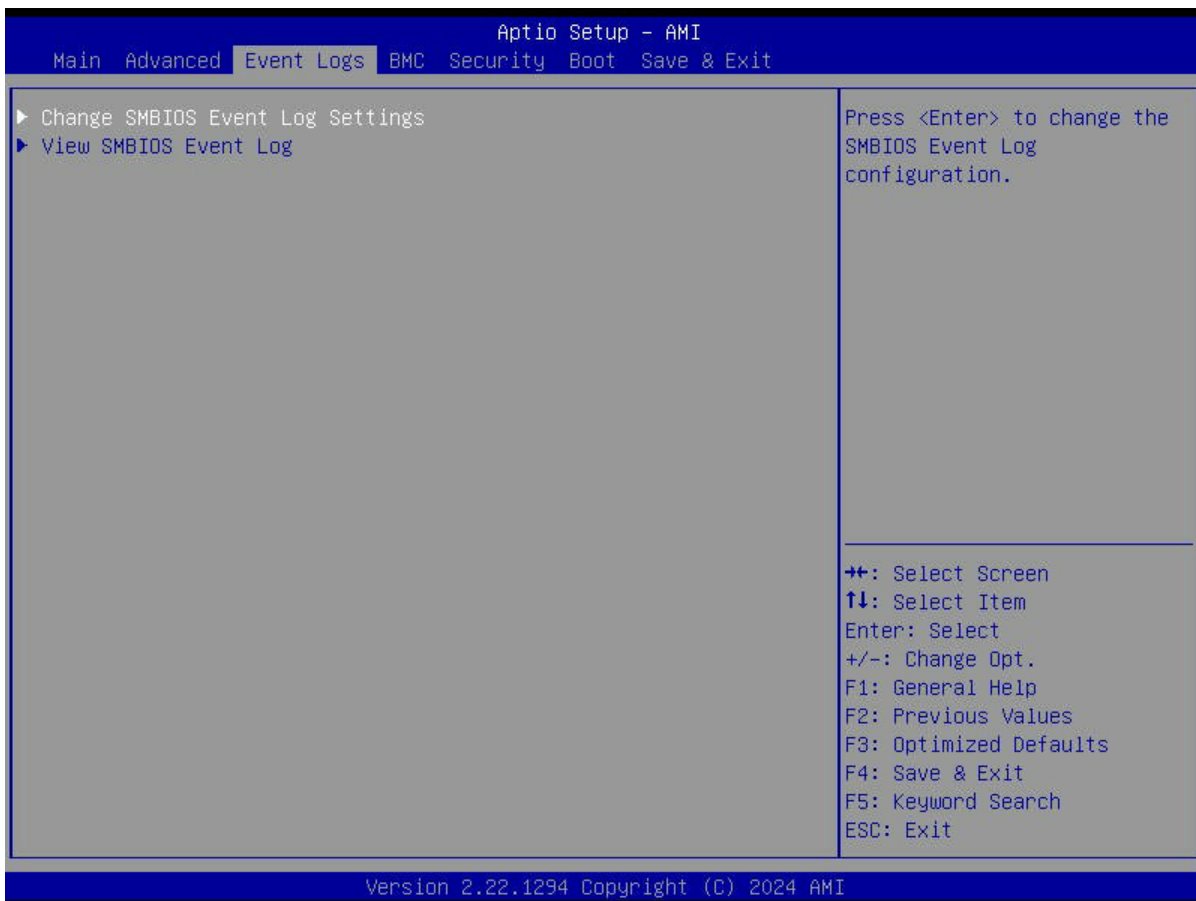 Aptio Setup – AMI
Main Advanced Event Logs BMC Security Boot Save & Exit
▶ Change SMBIOS Event Log Settings
▶ View SMBIOS Event Log
Press <Enter> to change the
SMBIOS Event Log
configuration.
→←: Select Screen
↑↓: Select Item
Enter: Select
+/-: Change Opt.
F1: General Help
F2: Previous Values
F3: Optimized Defaults
F4: Save & Exit
F5: Keyword Search
ESC: Exit
Version 2.22.1294 Copyright (C) 2024 AMI